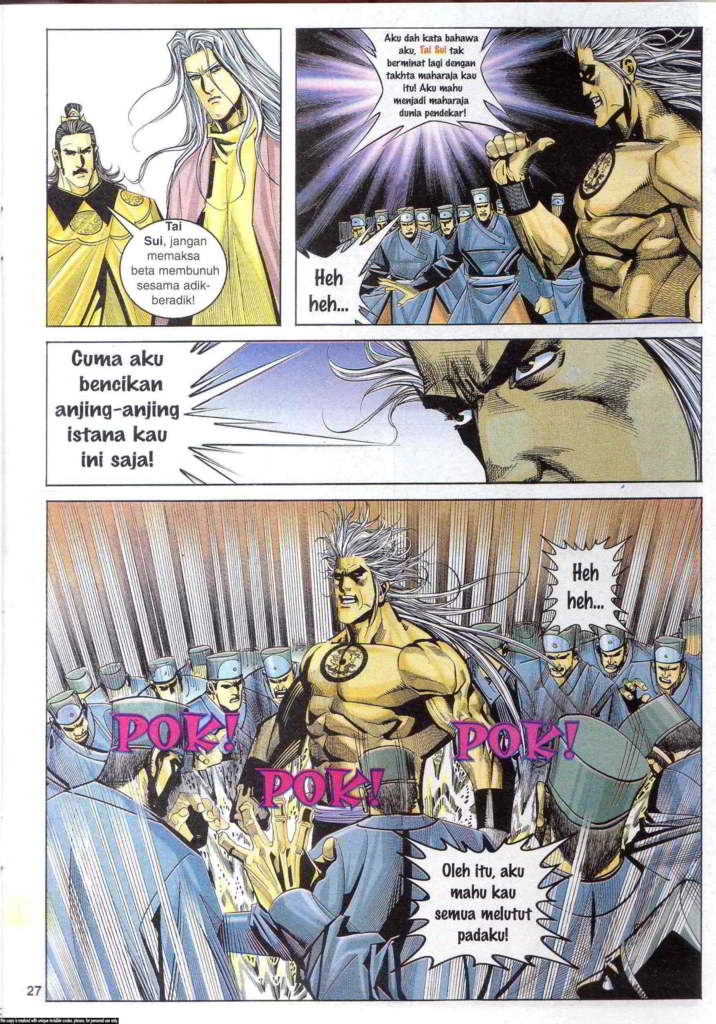 Tai
Sui, jangan
memaksa
beta membunuh
sesama adik-
beradik!
Aku dah kata bahawa
aku, Tai Sui tak
berminat lagi dengan
takhta maharaja kau
itu! Aku mahu
menjadi maharaja
dunia pendekar!
Heh
heh...
Cuma aku
bencikan
anjing-anjing
istana kau
ini saja!
Heh
heh...
POK! POK!
POK! POK!
Oleh itu, aku
mahu kau
semua melutut
padaku!
27